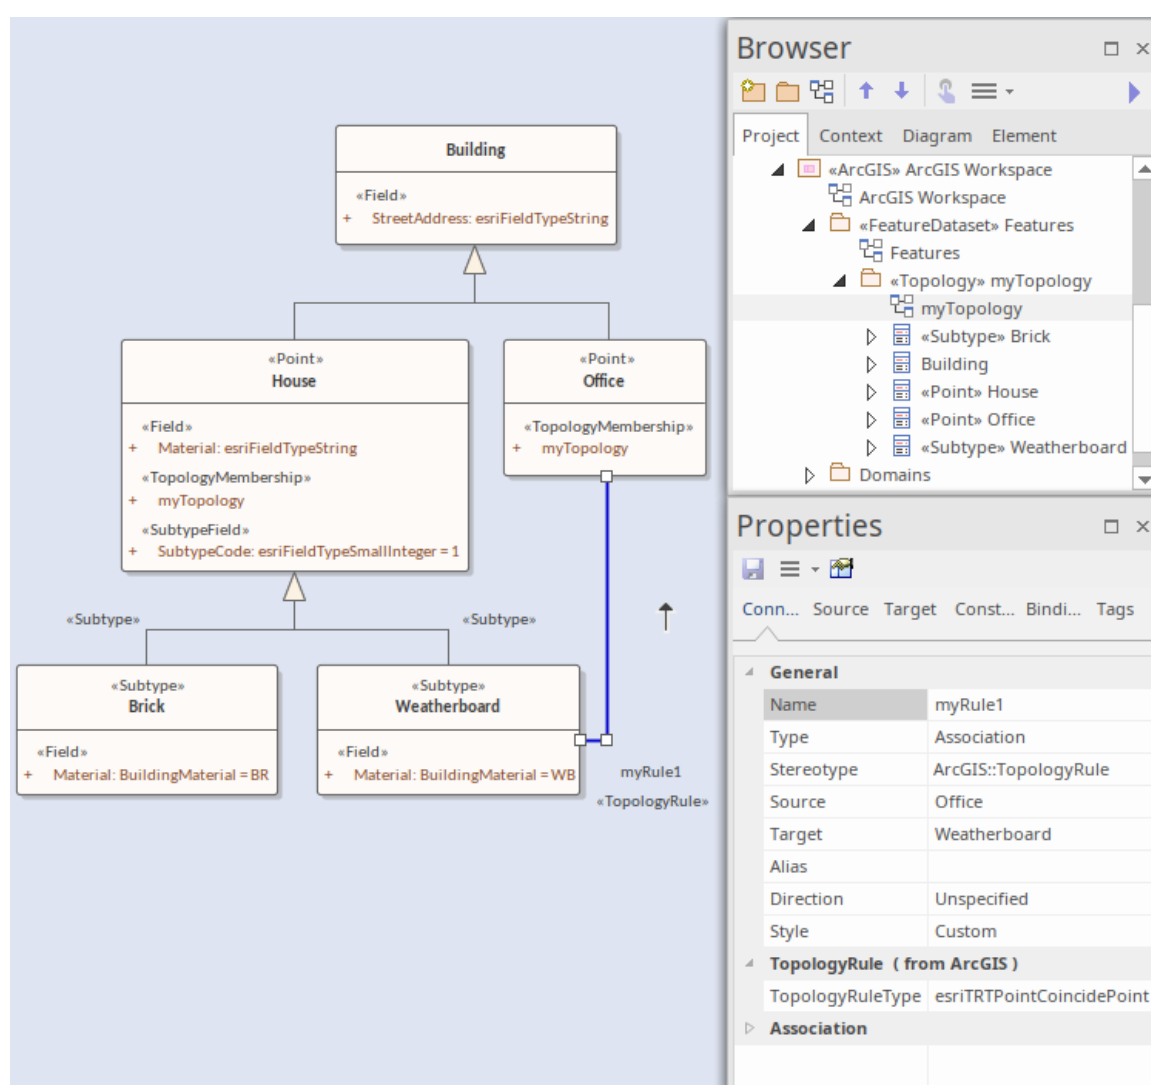 Building
«Field»
+ StreetAddress: esriFieldTypeString
«Point»
House
«Field»
+ Material: esriFieldTypeString
«TopologyMembership»
+ myTopology
«SubtypeField»
+ SubtypeCode: esriFieldTypeSmallInteger = 1
«Point»
Office
«TopologyMembership»
+ myTopology
«Subtype»
«Subtype»
«Subtype»
Brick
«Field»
+ Material: BuildingMaterial = BR
«Subtype»
Weatherboard
«Field»
+ Material: BuildingMaterial = WB
myRule1
«TopologyRule»
Browser
Project Context Diagram Element
«ArcGIS» ArcGIS Workspace
ArcGIS Workspace
«FeatureDataset» Features
Features
«Topology» myTopology
myTopology
«Subtype» Brick
Building
«Point» House
«Point» Office
«Subtype» Weatherboard
Domains
Properties
Conn... Source Target Const... Bindi... Tags
General
Name myRule1
Type Association
Stereotype ArcGIS::TopologyRule
Source Office
Target Weatherboard
Alias
Direction Unspecified
Style Custom
TopologyRule ( from ArcGIS )
TopologyRuleType esriTRTPointCoincidePoint
Association